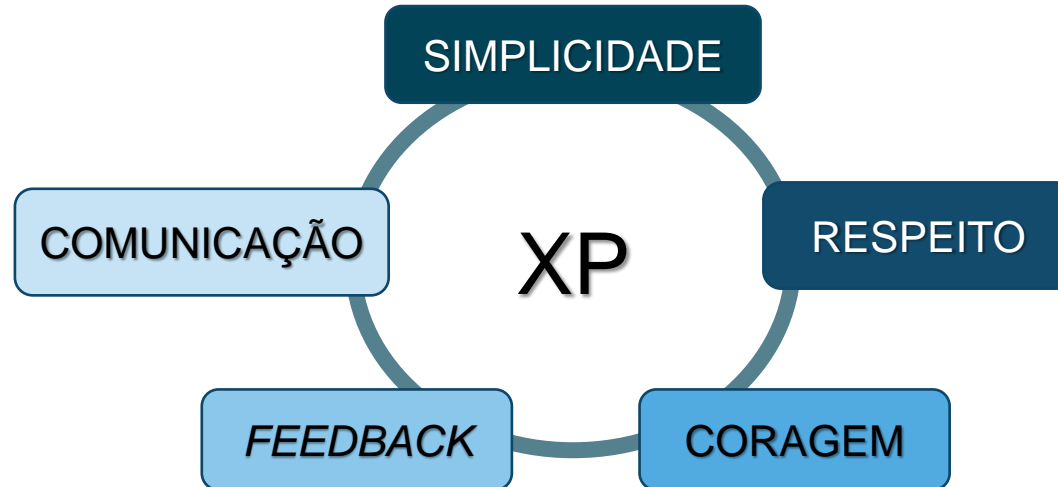 SIMPLICIDADE
COMUNICAÇÃO
XP
RESPEITO
FEEDBACK
CORAGEM